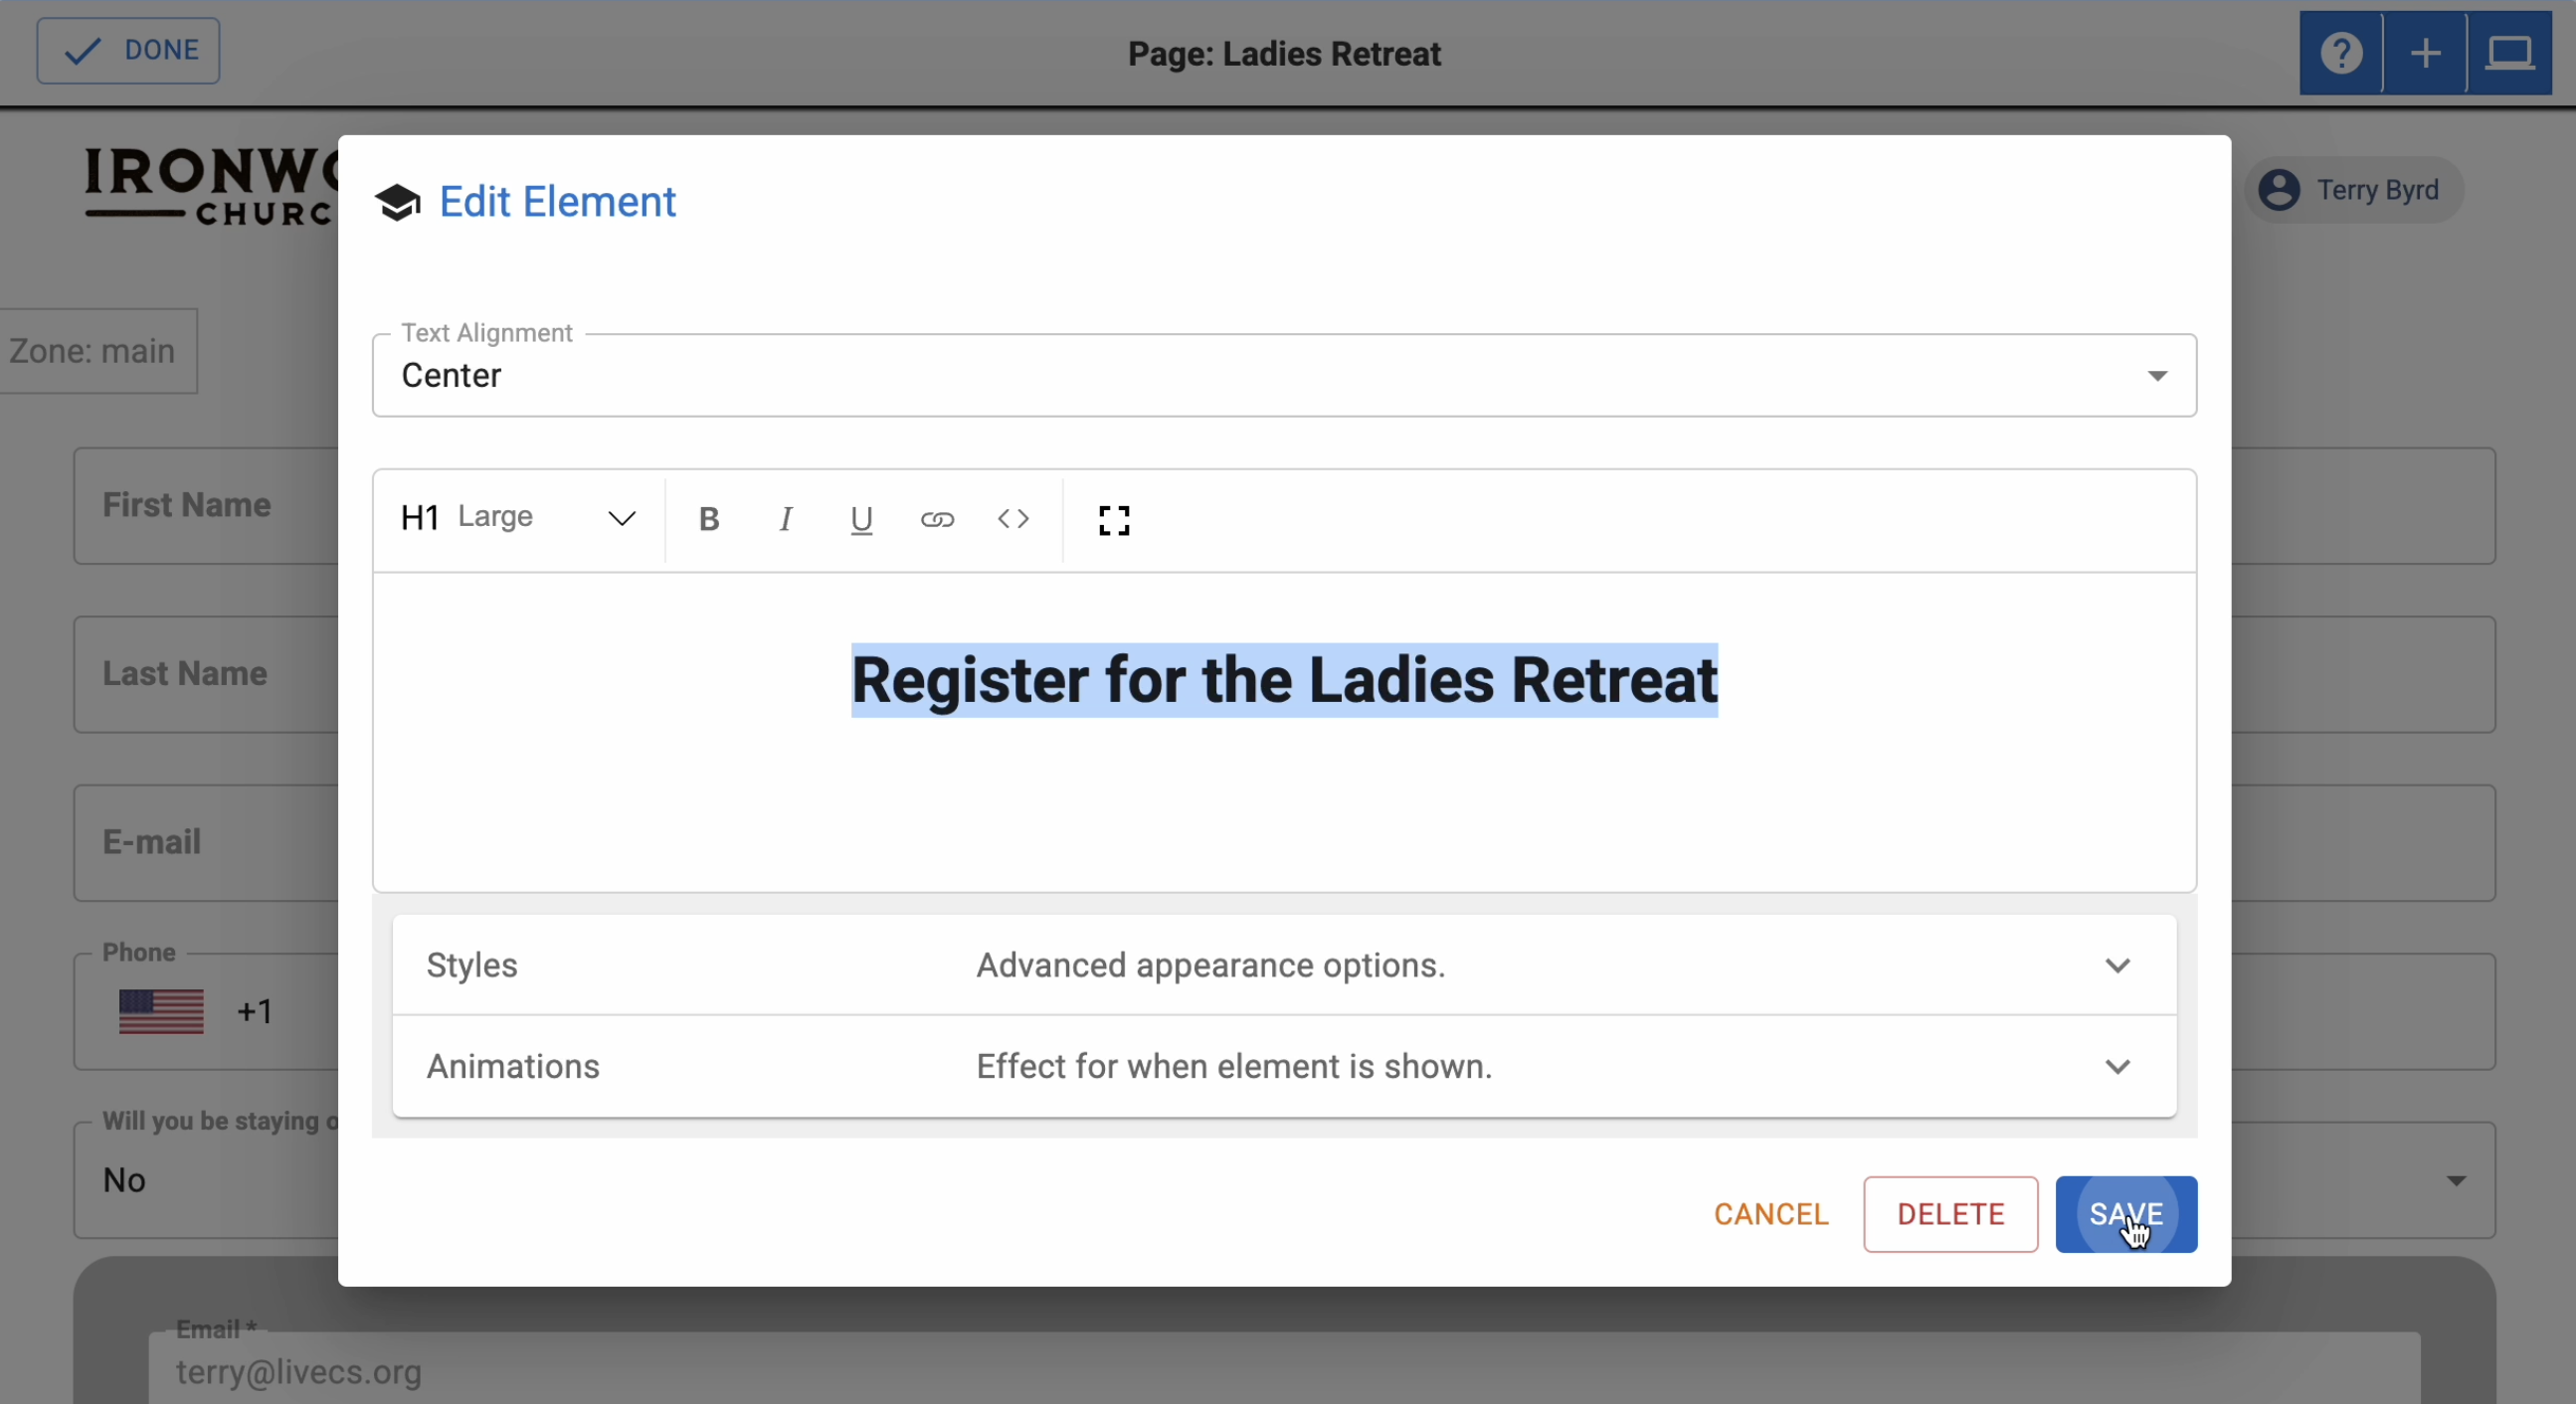 DONE
Page: Ladies Retreat
IRONWO
CHURC
Terry Byrd
Edit Element
Zone: main
Text Alignment
Center
H1 Large
B I U <>
First Name
Register for the Ladies Retreat
Last Name
E-mail
Styles
Advanced appearance options.
Phone
+1
Animations
Effect for when element is shown.
Will you be staying o
No
CANCEL
DELETE
SAVE
Email *
terry@livecs.org